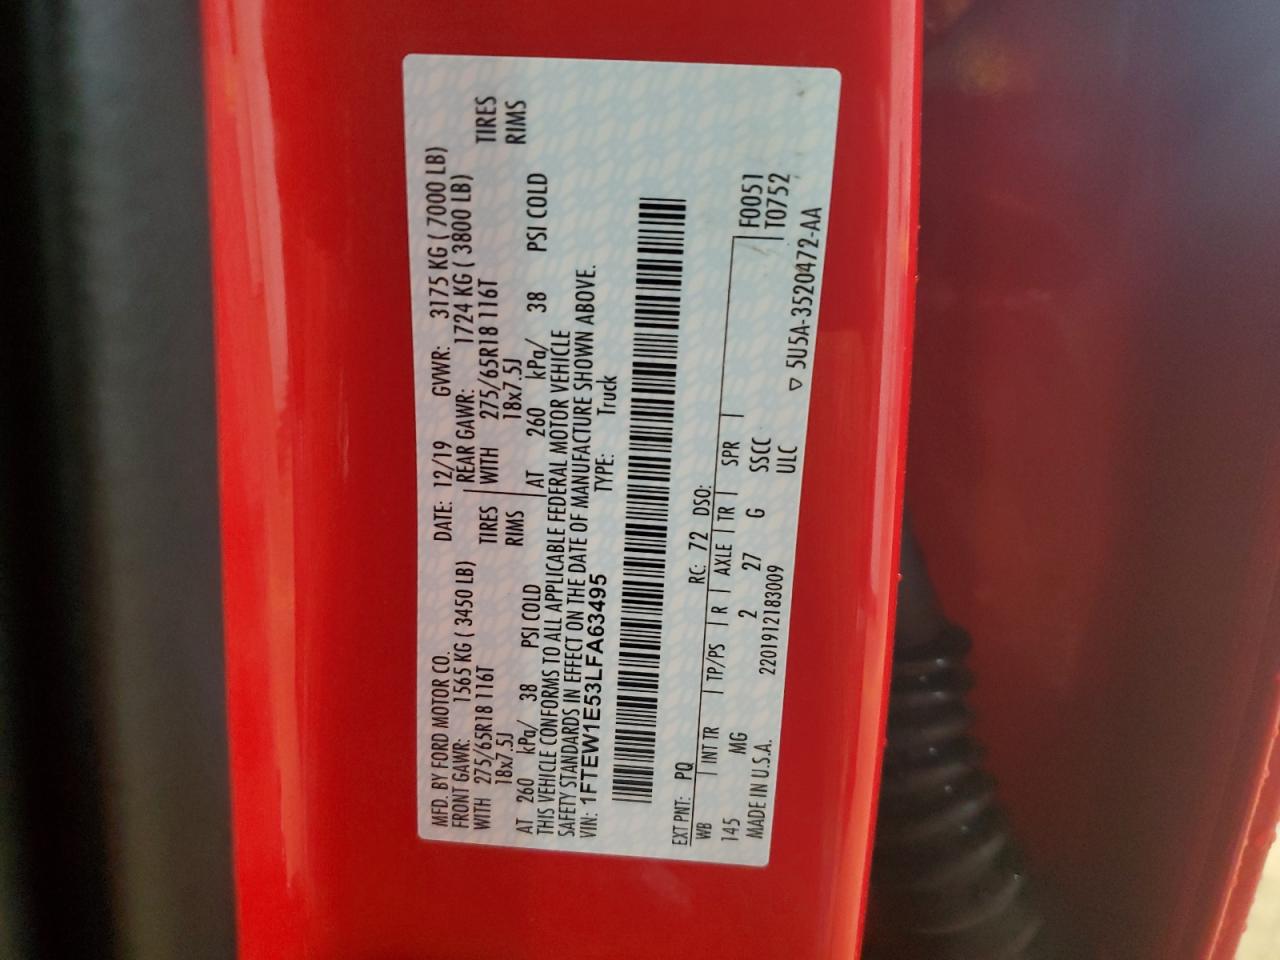 MFD. BY FORD MOTOR CO. DATE: 12/19 GVWR: 3175 KG ( 7000 LB)
FRONT GAWR: 1565 KG ( 3450 LB) REAR GAWR: 1724 KG ( 3800 LB)
WITH 275/65R18 116T TIRES WITH 275/65R18 116T TIRES
18x7.5J RIMS 18x7.5J RIMS
AT 260 kPa/ 38 PSI COLD AT 260 kPa/ 38 PSI COLD
THIS VEHICLE CONFORMS TO ALL APPLICABLE FEDERAL MOTOR VEHICLE
SAFETY STANDARDS IN EFFECT ON THE DATE OF MANUFACTURE SHOWN ABOVE.
VIN: 1FTEW1E53LFA63495 TYPE: Truck
EXT PNT: PQ RC: 72 DSO:
WB INT TR TP/PS R AXLE TR SPR F0051
145 MG 2 27 G SSCC T0752
MADE IN U.S.A. 2201912183009 ULC
▽ 5U5A-3520472-AA